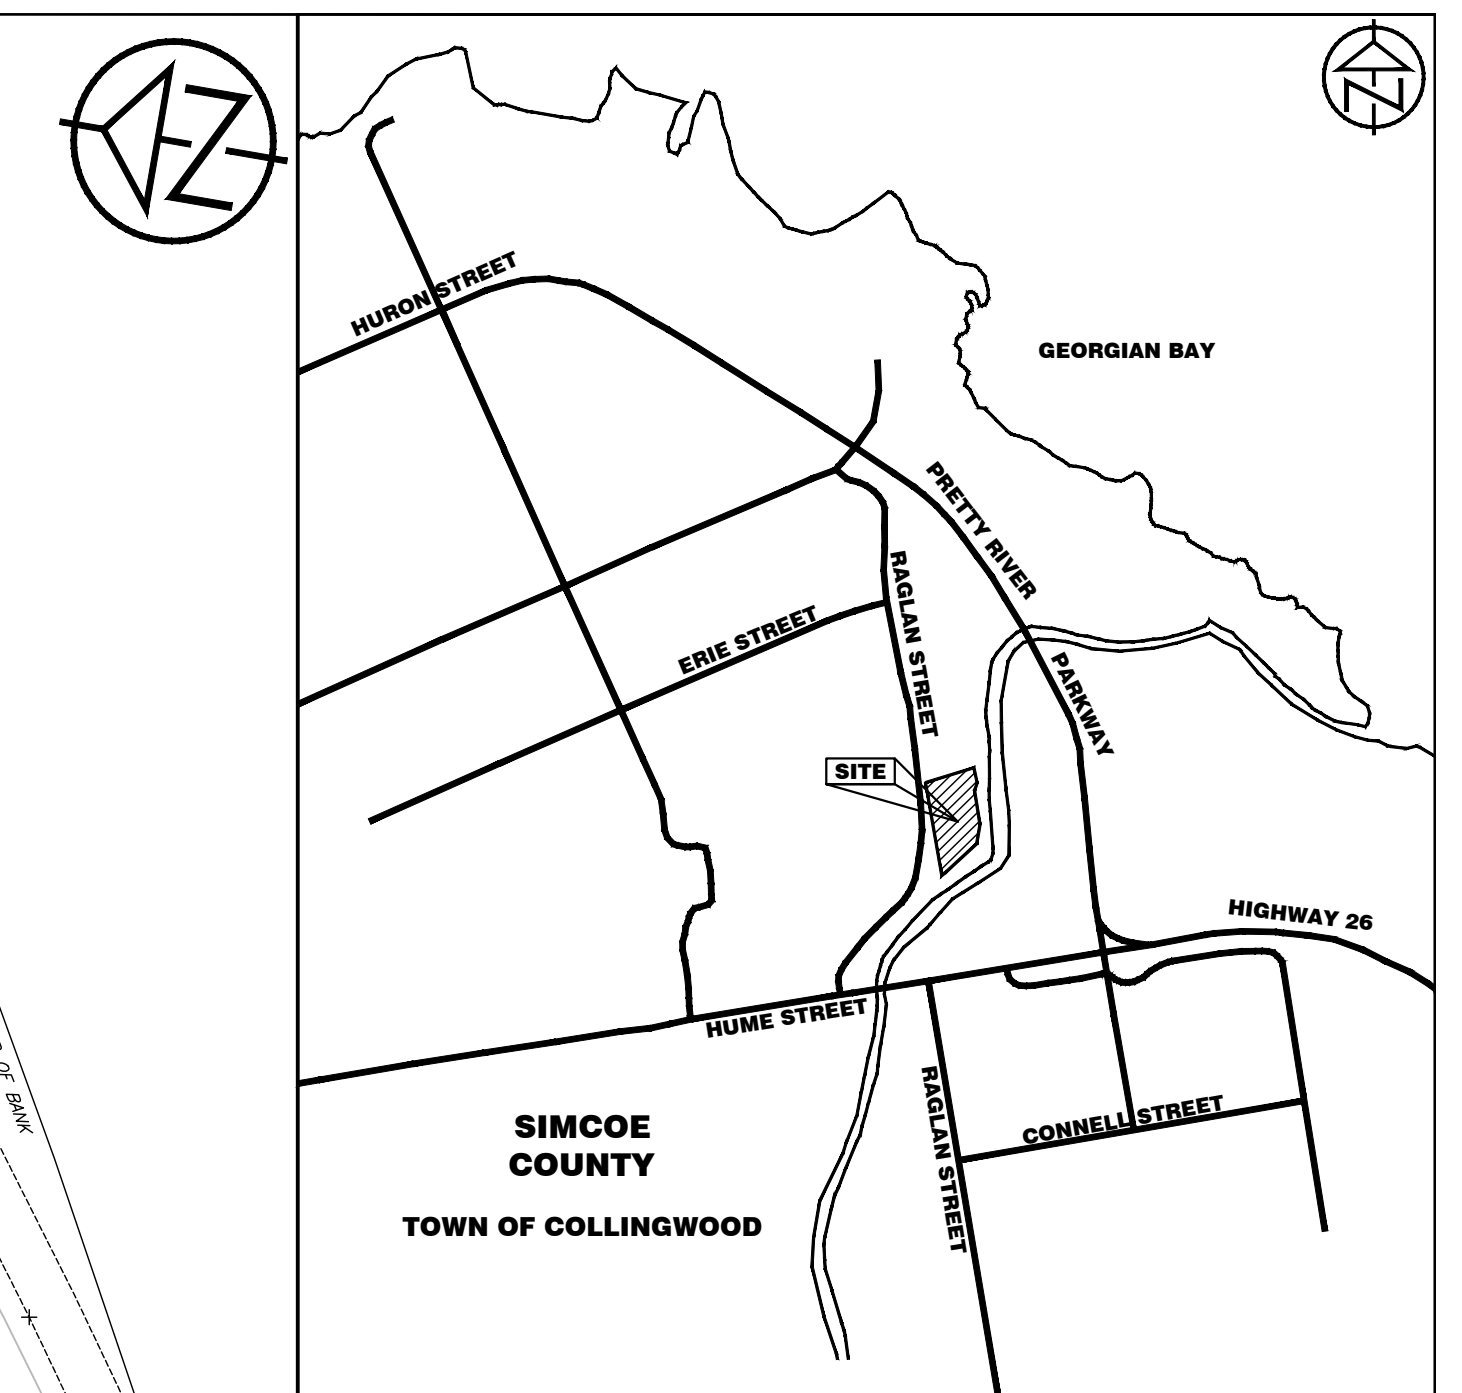 N
N
HURON STREET
GEORGIAN BAY
PRETTY RIVER
PARKWAY
RAGLAN STREET
ERIE STREET
SITE
HIGHWAY 26
HUME STREET
OF BANK
RAGLAN STREET
CONNELL STREET
SIMCOE
COUNTY
TOWN OF COLLINGWOOD